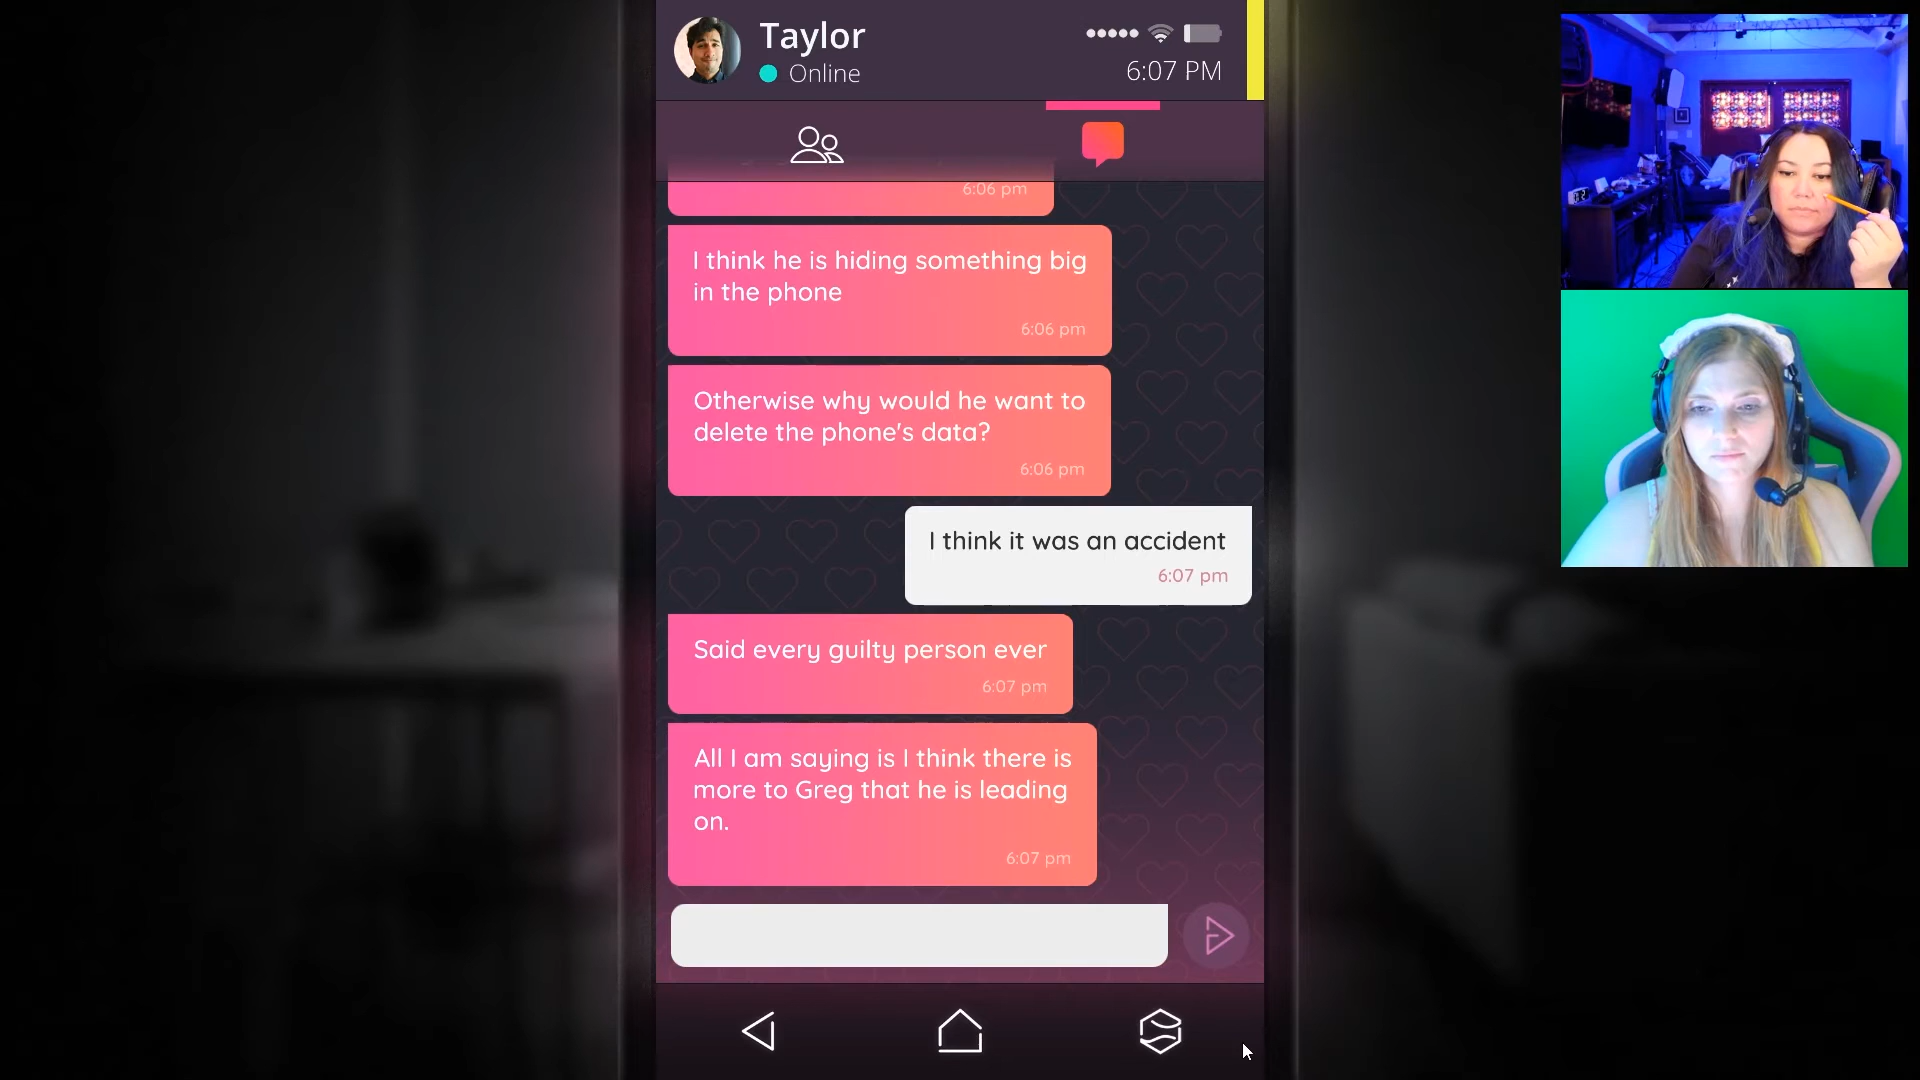 Taylor
Online
6:07 PM
6:06 pm
I think he is hiding something big
in the phone
6:06 pm
Otherwise why would he want to
delete the phone's data?
6:06 pm
I think it was an accident
6:07 pm
Said every guilty person ever
6:07 pm
All I am saying is I think there is
more to Greg that he is leading
on.
6:07 pm